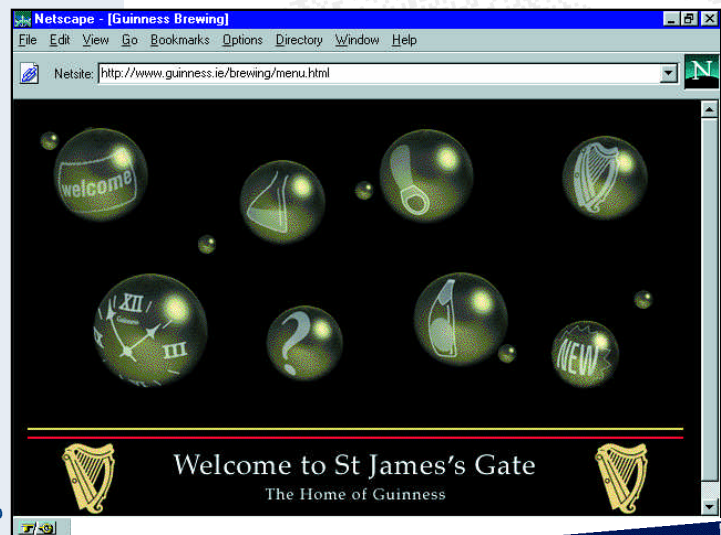 Netscape - [Guinness Brewing]
File Edit View Go Bookmarks Options Directory Window Help
Netsite: http://www.guinness.ie/brewing/menu.html
N
welcome
XII
Guinness
III
?
NEW
Welcome to St James's Gate
The Home of Guinness